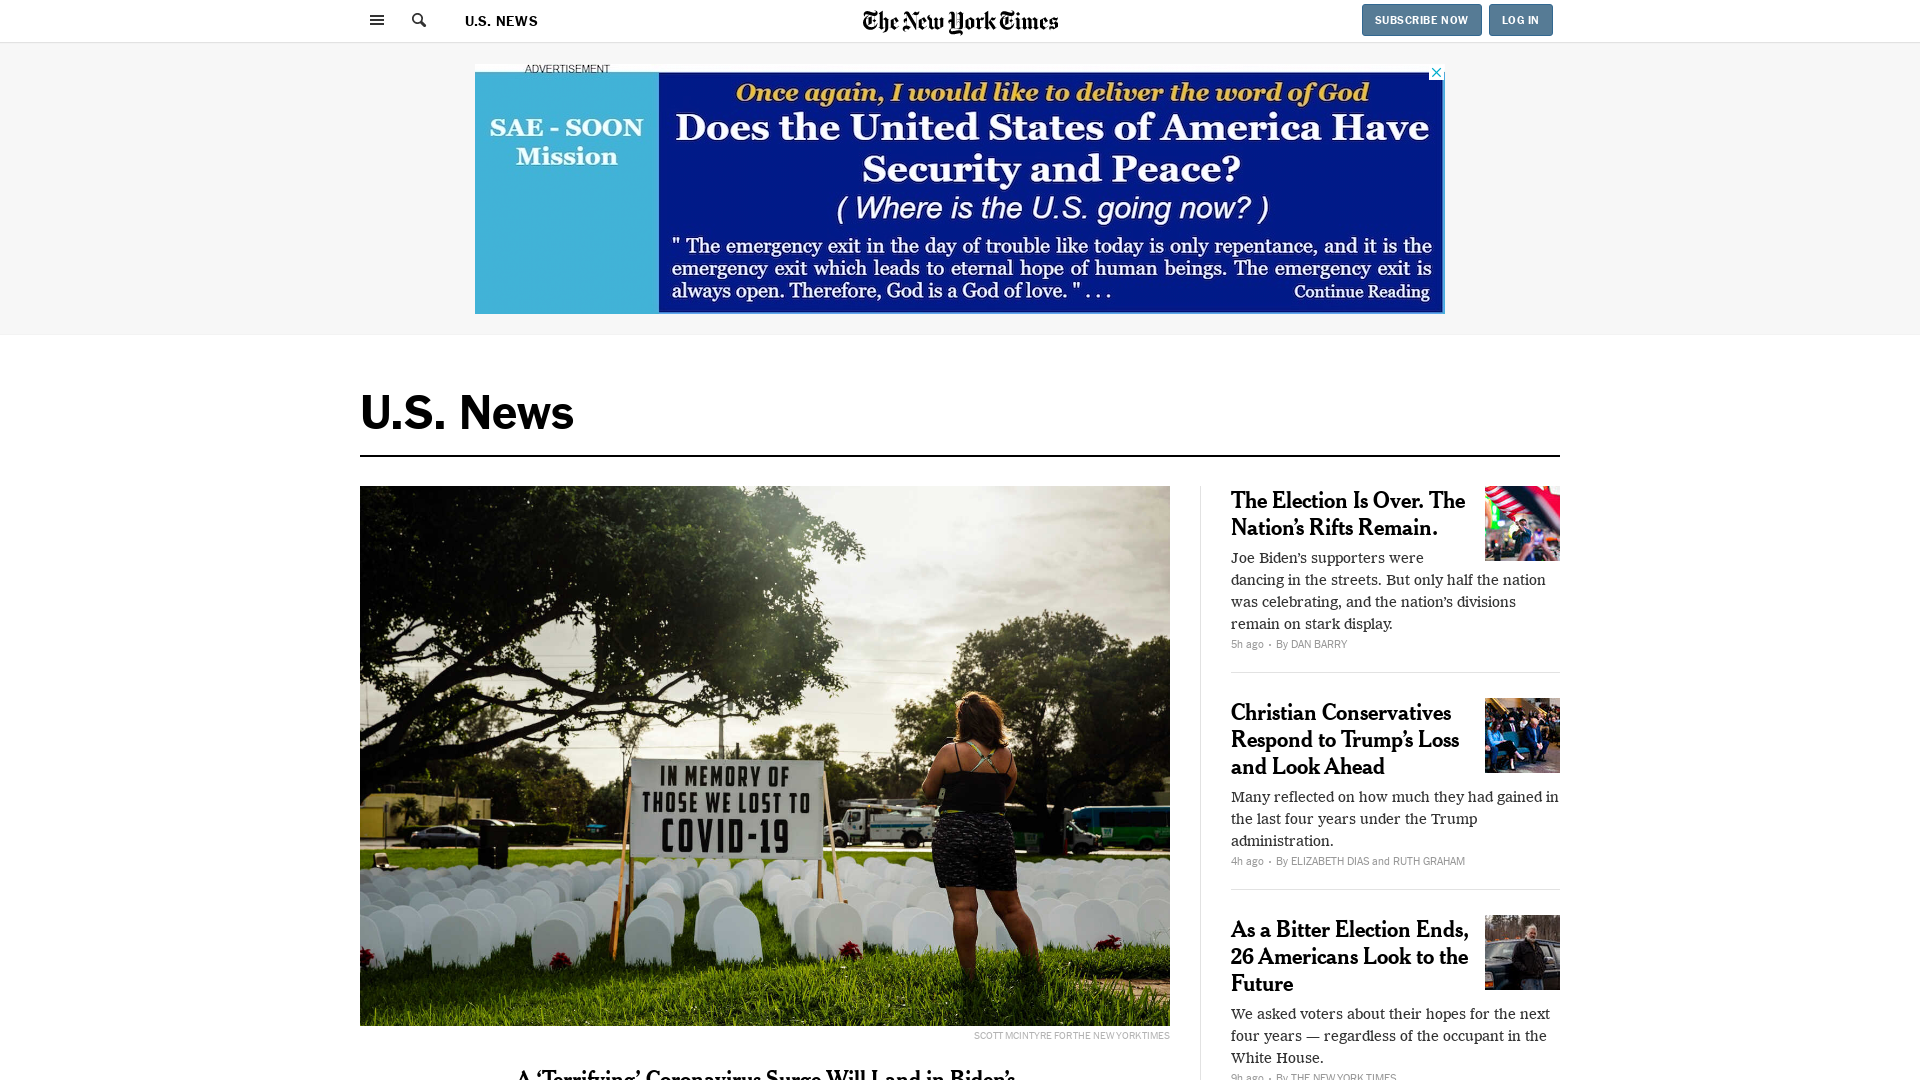 U.S. NEWS
The New York Times
SUBSCRIBE NOW
LOG IN
ADVERTISEMENT
SAE - SOON
Mission
Once again, I would like to deliver the word of God
Does the United States of America Have
Security and Peace?
( Where is the U.S. going now? )
" The emergency exit in the day of trouble like today is only repentance, and it is the
emergency exit which leads to eternal hope of human beings. The emergency exit is
always open. Therefore, God is a God of love. " . . .
Continue Reading
U.S. News
IN MEMORY OF
THOSE WE LOST TO
COVID-19
SCOTT MCINTYRE FOR THE NEW YORK TIMES
A ‘Terrifying’ Coronavirus Surge Will Land in Biden’s
The Election Is Over. The
Nation’s Rifts Remain.
Joe Biden’s supporters were
dancing in the streets. But only half the nation
was celebrating, and the nation’s divisions
remain on stark display.
5h ago • By DAN BARRY
Christian Conservatives
Respond to Trump’s Loss
and Look Ahead
Many reflected on how much they had gained in
the last four years under the Trump
administration.
4h ago • By ELIZABETH DIAS and RUTH GRAHAM
As a Bitter Election Ends,
26 Americans Look to the
Future
We asked voters about their hopes for the next
four years — regardless of the occupant in the
White House.
9h ago • By THE NEW YORK TIMES